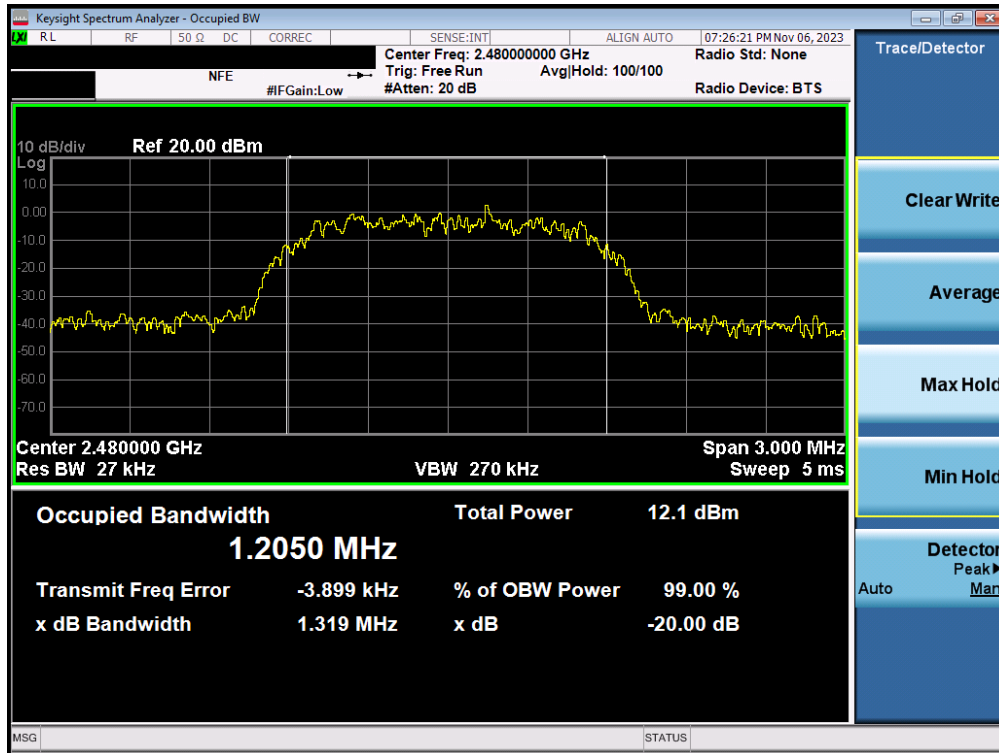 Keysight Spectrum Analyzer - Occupied BW
LXI RL RF 50 Ω DC CORREC SENSE:INT ALIGN AUTO 07:26:21 PM Nov 06, 2023
Center Freq: 2.480000000 GHz Radio Std: None
NFE Trig: Free Run Avg|Hold: 100/100
#IFGain:Low #Atten: 20 dB Radio Device: BTS
Trace/Detector
10 dB/div Ref 20.00 dBm
Log
10.0
0.00
-10.0
-20.0
-30.0
-40.0
-50.0
-60.0
-70.0
Center 2.480000 GHz Span 3.000 MHz
Res BW 27 kHz VBW 270 kHz Sweep 5 ms
Occupied Bandwidth Total Power 12.1 dBm
1.2050 MHz
Transmit Freq Error -3.899 kHz % of OBW Power 99.00 %
x dB Bandwidth 1.319 MHz x dB -20.00 dB
Clear Write
Average
Max Hold
Min Hold
Detector
Peak
Auto Man
MSG STATUS